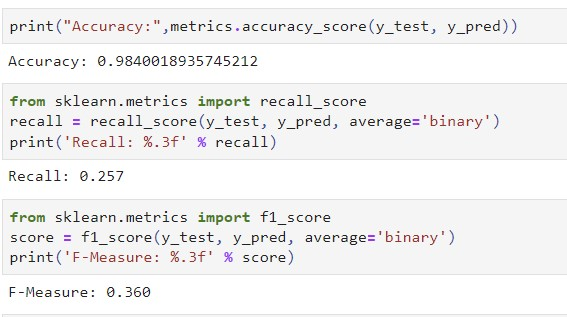 print("Accuracy:",metrics.accuracy_score(y_test, y_pred))
Accuracy: 0.9840018935745212
from sklearn.metrics import recall_score
recall = recall_score(y_test, y_pred, average='binary')
print('Recall: %.3f' % recall)
Recall: 0.257
from sklearn.metrics import f1_score
score = f1_score(y_test, y_pred, average='binary')
print('F-Measure: %.3f' % score)
F-Measure: 0.360